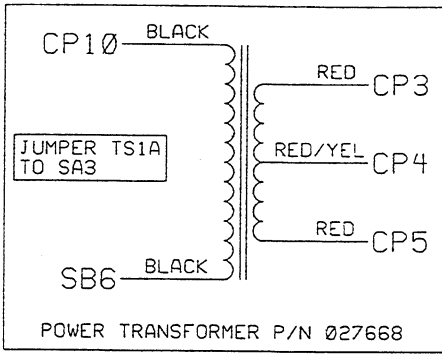 CP10 BLACK
RED CP3
JUMPER TS1A
TO SA3
RED/YEL CP4
RED CP5
SB6 BLACK
POWER TRANSFORMER P/N 027668